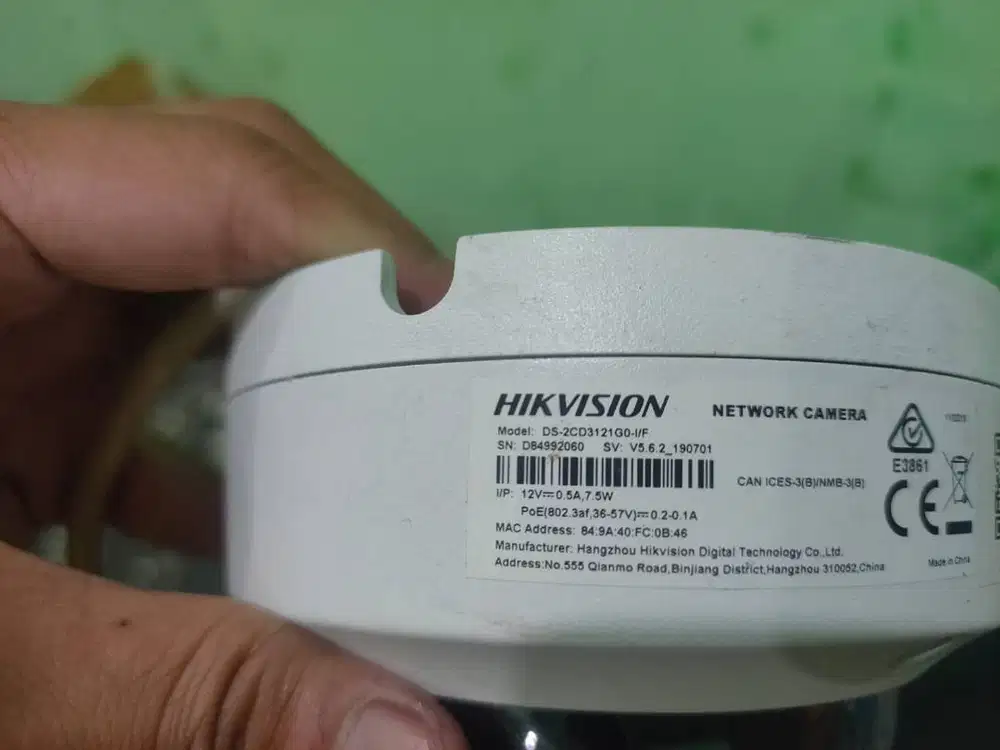 HIKVISION NETWORK CAMERA
Model: DS-2CD3121G0-I/F
SN: D84992060 SV: V5.6.2_190701
E3861
CAN ICES-3(B)/NMB-3(B)
I/P: 12V⎓0.5A,7.5W
PoE(802.3af,36-57V)⎓0.2-0.1A
CE
MAC Address: 84:9A:40:FC:0B:46
Manufacturer: Hangzhou Hikvision Digital Technology Co.,Ltd.
Address:No.555 Qianmo Road,Binjiang District,Hangzhou 310052,China
Made in China